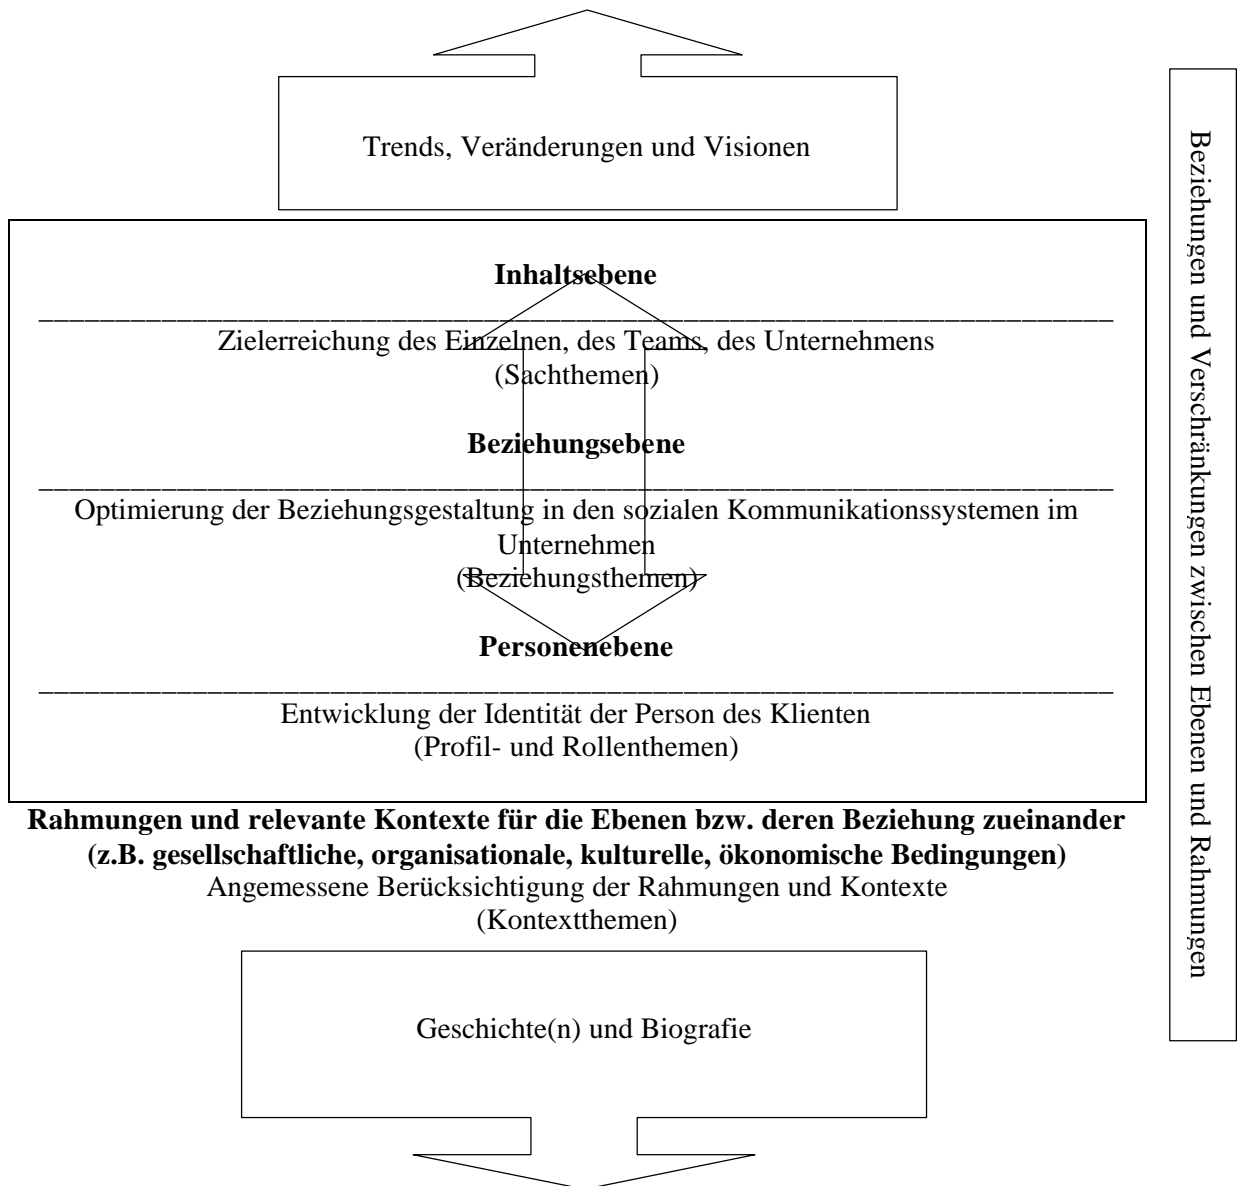 Trends, Veränderungen und Visionen
Inhaltsebene
Zielerreichung des Einzelnen, des Teams, des Unternehmens
(Sachthemen)
Beziehungsebene
Optimierung der Beziehungsgestaltung in den sozialen Kommunikationssystemen im
Unternehmen
(Beziehungsthemen)
Personenebene
Entwicklung der Identität der Person des Klienten
(Profil- und Rollenthemen)
Rahmungen und relevante Kontexte für die Ebenen bzw. deren Beziehung zueinander
(z.B. gesellschaftliche, organisationale, kulturelle, ökonomische Bedingungen)
Angemessene Berücksichtigung der Rahmungen und Kontexte
(Kontextthemen)
Geschichte(n) und Biografie
Beziehungen und Verschränkungen zwischen Ebenen und Rahmungen